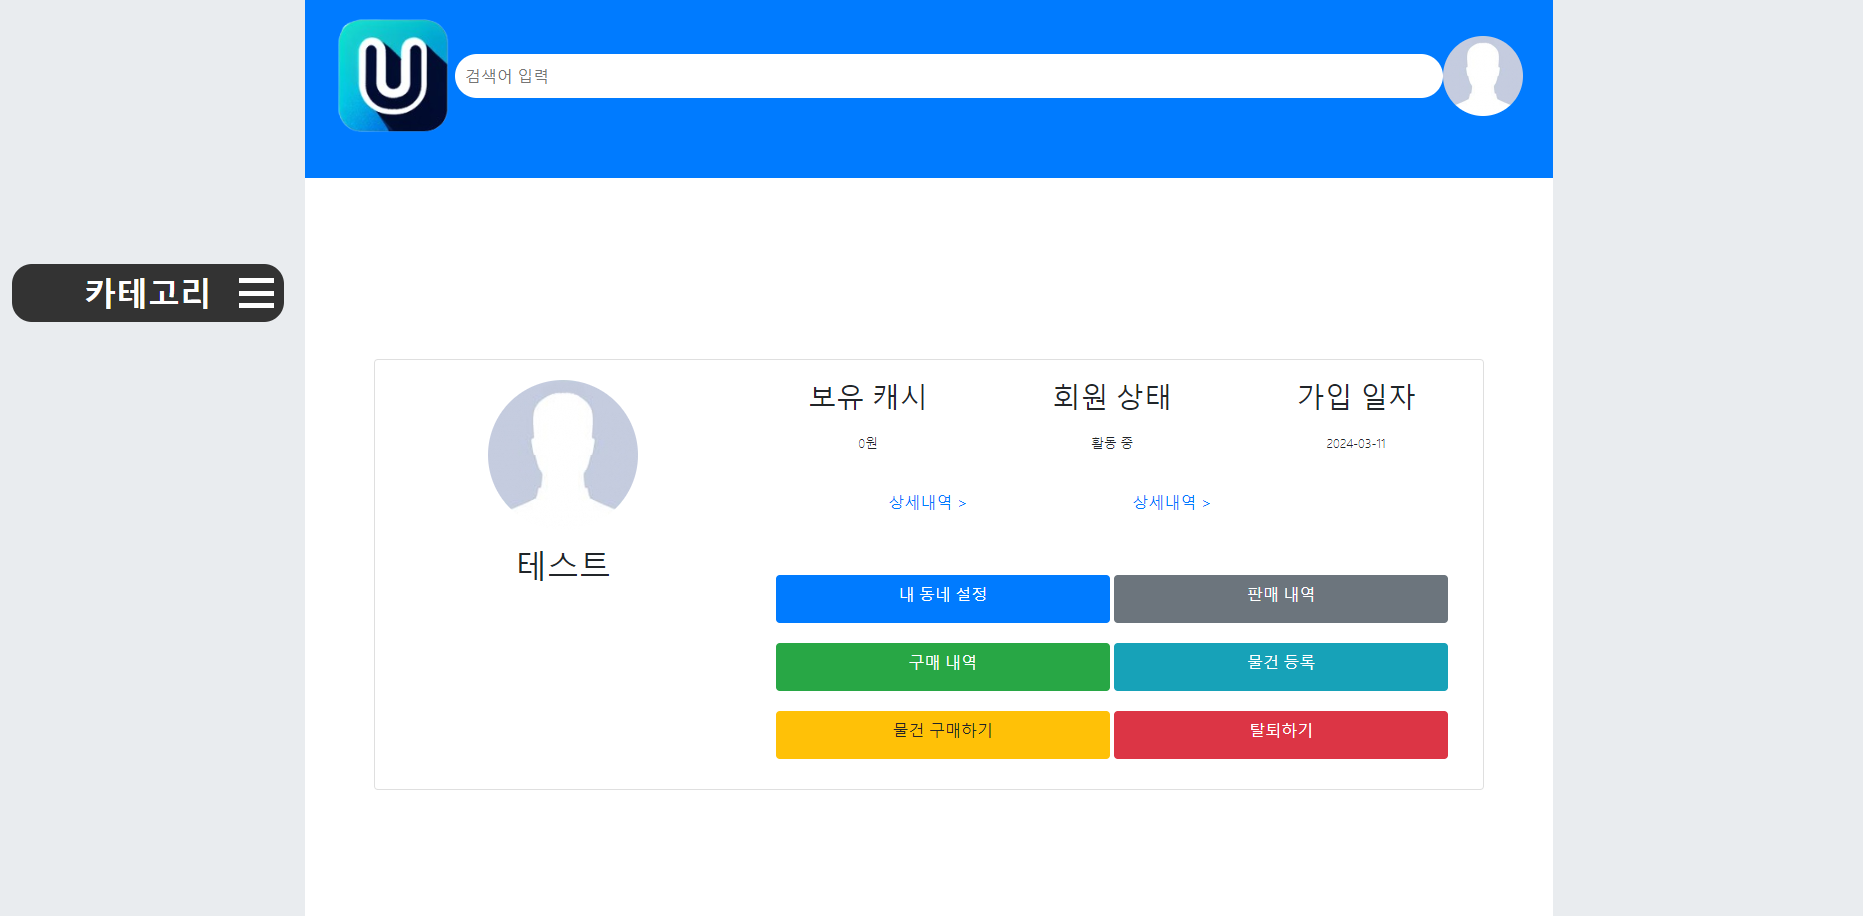 U
검색어 입력
카테고리
보유 캐시
회원 상태
가입 일자
0원
활동 중
2024-03-11
상세내역 >
상세내역 >
테스트
내 동네 설정
판매 내역
구매 내역
물건 등록
물건 구매하기
탈퇴하기